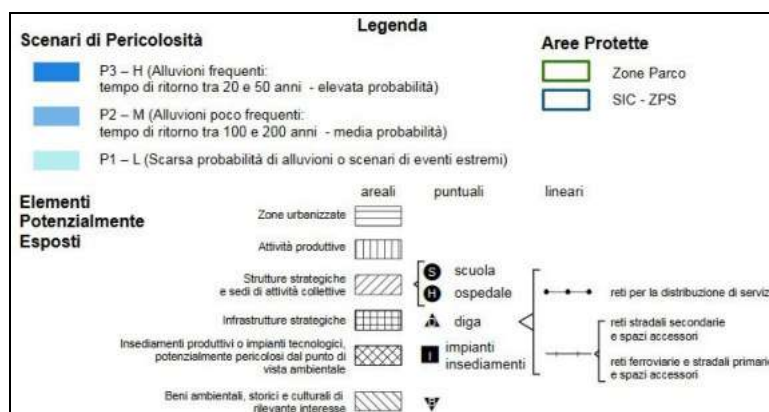 Legenda
Scenari di Pericolosità
P3 – H (Alluvioni frequenti:
tempo di ritorno tra 20 e 50 anni - elevata probabilità)
P2 – M (Alluvioni poco frequenti:
tempo di ritorno tra 100 e 200 anni - media probabilità)
P1 – L (Scarsa probabilità di alluvioni o scenari di eventi estremi)
Aree Protette
Zone Parco
SIC - ZPS
Elementi
Potenzialmente
Esposti
areali
puntuali
lineari
Zone urbanizzate
Attività produttive
Strutture strategiche
e sedi di attività collettive
Infrastrutture strategiche
Insediamenti produttivi o impianti tecnologici,
potenzialmente pericolosi dal punto di
vista ambientale
Beni ambientali, storici e culturali di
rilevante interesse
S scuola
H ospedale
diga
I impianti
insediamenti
reti per la distribuzione di serviz
reti stradali secondarie
e spazi accessori
reti ferroviarie e stradali primarie
e spazi accessori